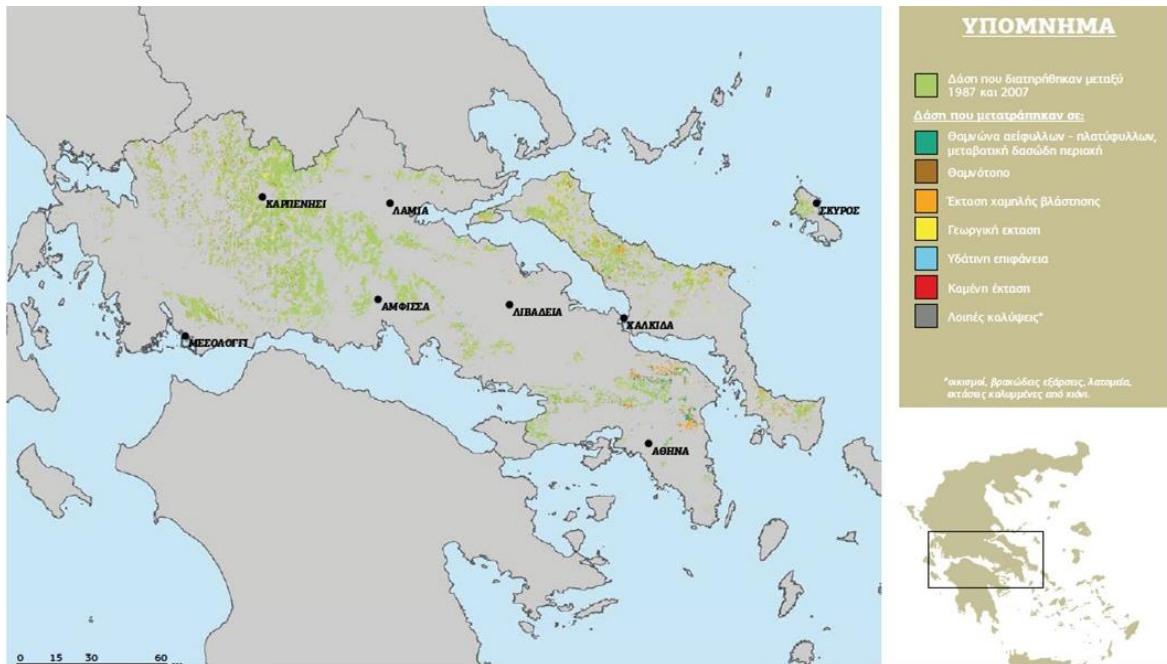 ΥΠΟΜΝΗΜΑ
Δάση που διατηρήθηκαν μεταξύ
1987 και 2007
Δάση που μετατράπηκαν σε:
Θαμνώνα αείφυλλων - πλατύφυλλων,
μεταβατική δασώδη περιοχή
Θαμνότοπο
Έκταση χαμηλής βλάστησης
Γεωργική εκταση
Υδάτινη επιφάνεια
Καμένη έκταση
Λοιπές καλύψεις*
*οικισμοί, βραχώδεις εξάρσεις, λατομεία,
εκτάσεις καλυμμένες από χιόνι.
ΚΑΡΠΕΝΗΣΙ
ΛΑΜΙΑ
ΣΚΥΡΟΣ
ΑΜΦΙΣΣΑ
ΛΙΒΑΔΕΙΑ
ΧΑΛΚΙΔΑ
ΜΕΣΟΛΟΓΓΙ
ΑΘΗΝΑ
0 15 30 60